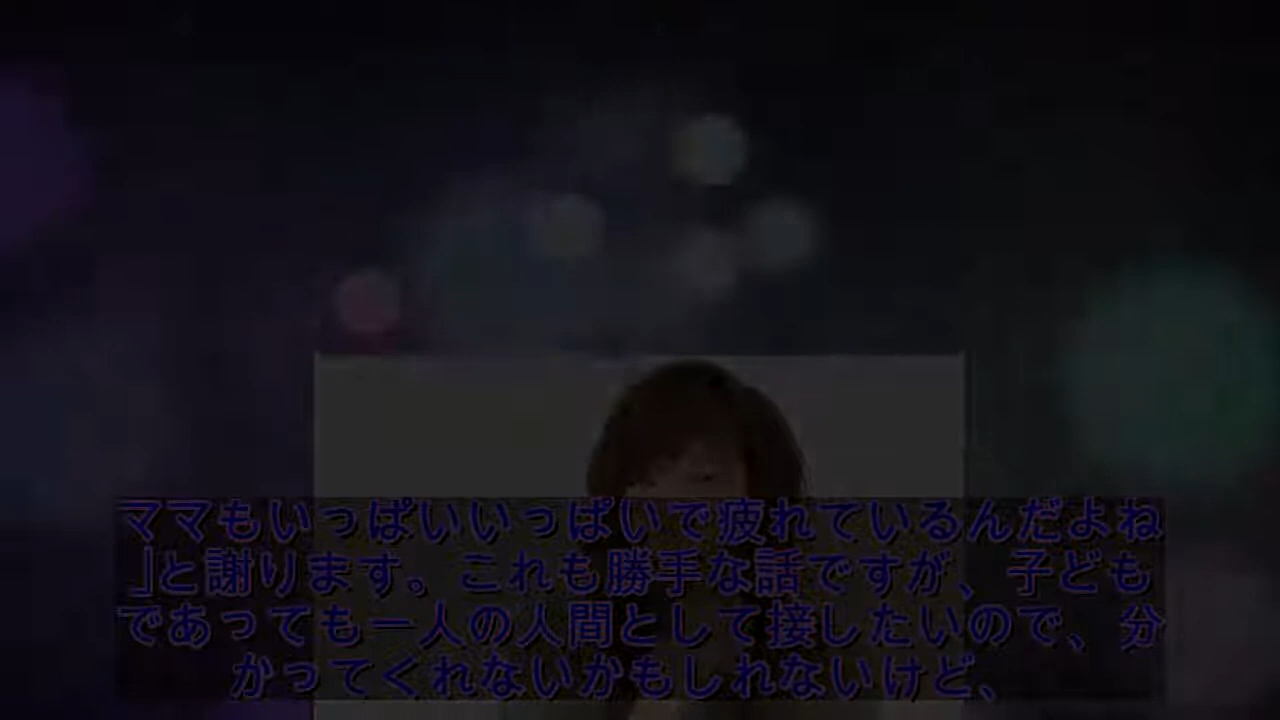 ママもいっぱいいっぱいで疲れているんだよね
」と謝ります。これも勝手な話ですが、子ども
であっても一人の人間として接したいので、分
かってくれないかもしれないけど、